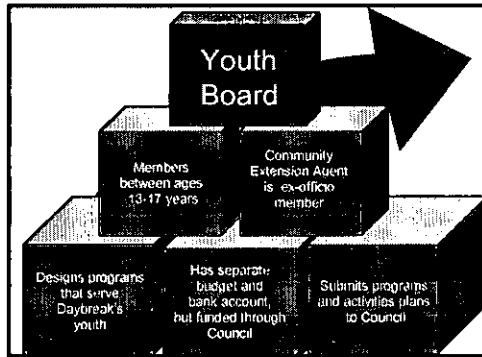 Youth
Board
Members
between ages
13-17 years
Community
Extension Agent
is ex-officio
member
Designs programs
that serve
Daybreak's
youth
Has separate
budget and
bank account,
but funded through
Council
Submits programs
and activities plans
to Council